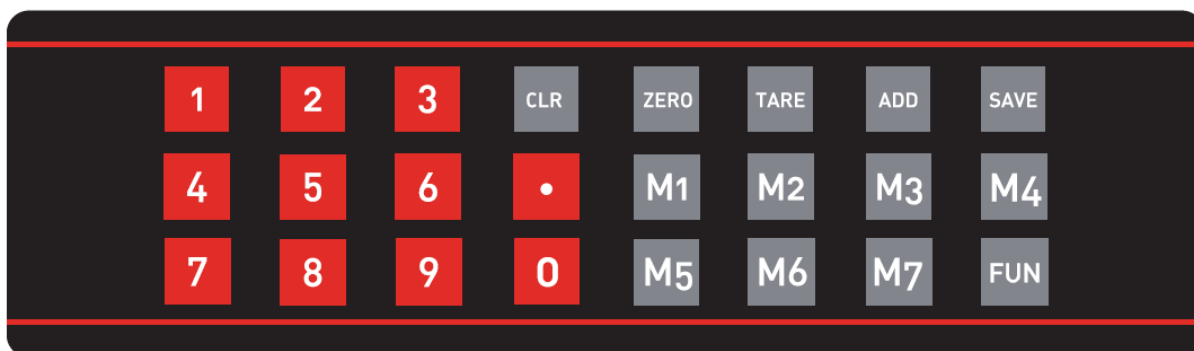 1 2 3 CLR ZERO TARE ADD SAVE
4 5 6 • M1 M2 M3 M4
7 8 9 0 M5 M6 M7 FUN